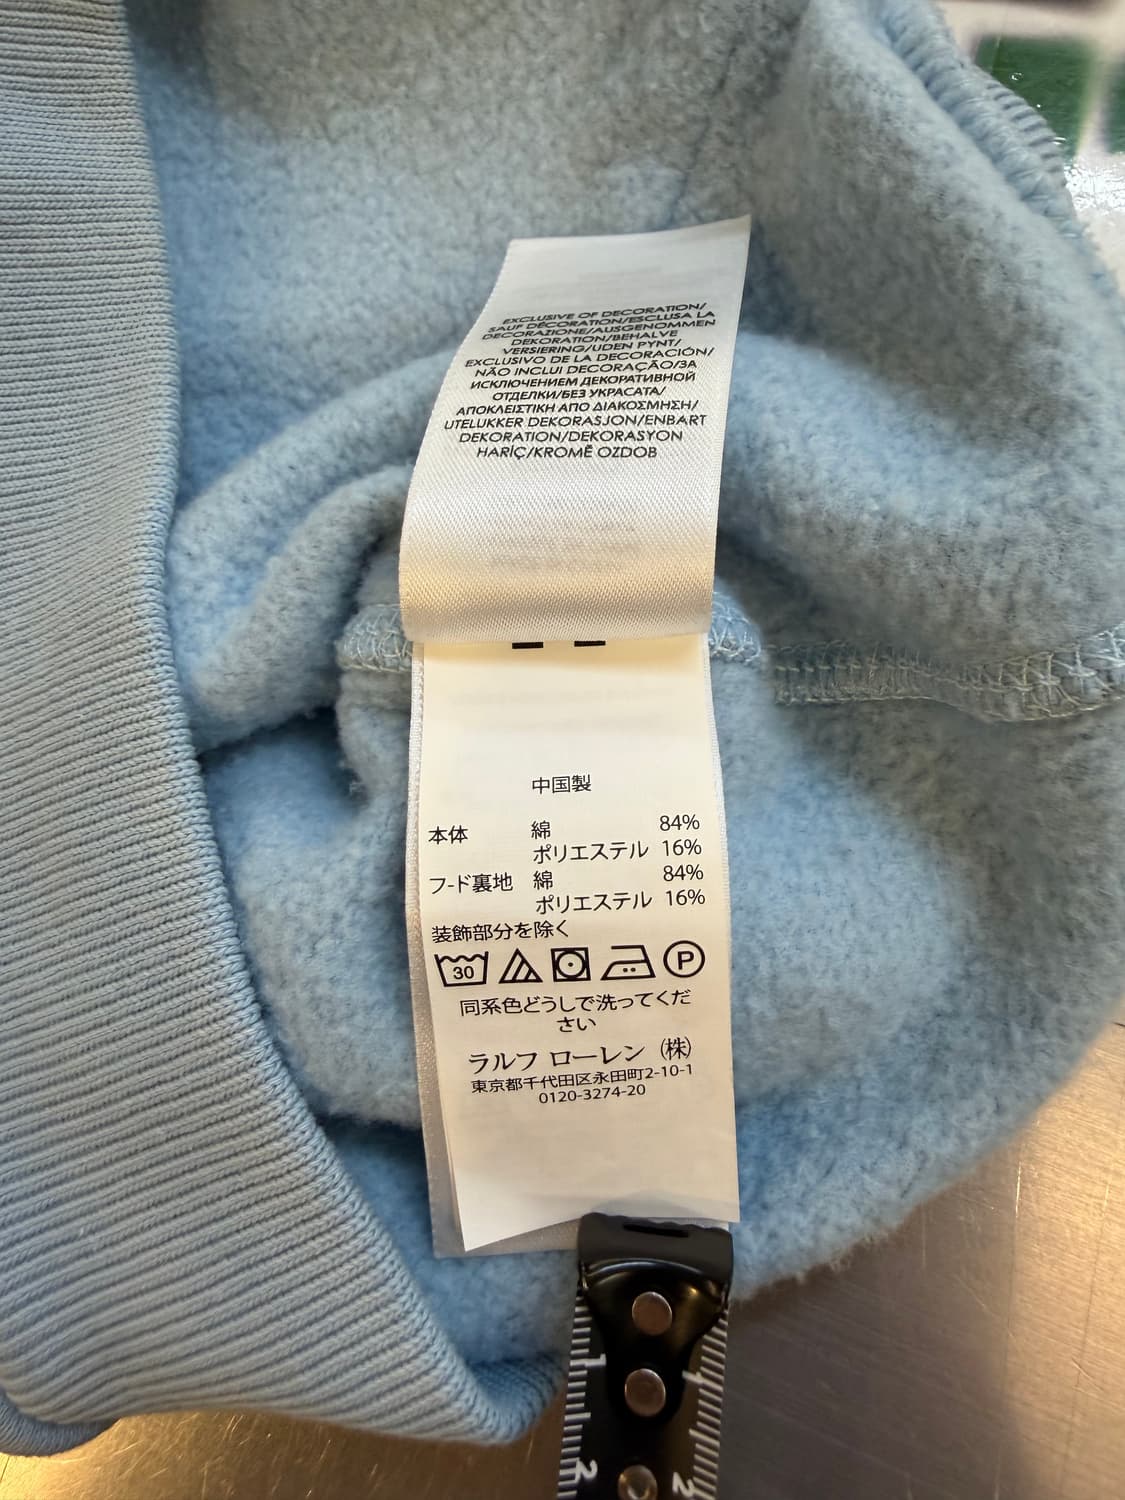 EXCLUSIVE OF DECORATION/
SAUF DÉCORATION/ESCLUSA LA
DECORAZIONE/AUSGENOMMEN
DEKORATION/BEHALVE
VERSIERING/UDEN PYNT/
EXCLUSIVO DE LA DECORACIÓN/
NÃO INCLUI DECORAÇÃO/ЗА
ИСКЛЮЧЕНИЕМ ДЕКОРАТИВНОЙ
ОТДЕЛКИ/БЕЗ УКРАСАТА/
ΑΠΟΚΛΕΙΣΤΙΚΗ ΑΠΟ ΔΙΑΚΟΣΜΗΣΗ/
UTELUKKER DEKORASJON/ENBART
DEKORATION/DEKORASYON
HARİÇ/KROMĚ OZDOB
中国製
本体 綿 84%
ポリエステル 16%
フ-ド裏地 綿 84%
ポリエステル 16%
装飾部分を除く
30 P
同系色どうしで洗ってくだ
さい
ラルフ ローレン (株)
東京都千代田区永田町2-10-1
0120-3274-20
1 1
2 2